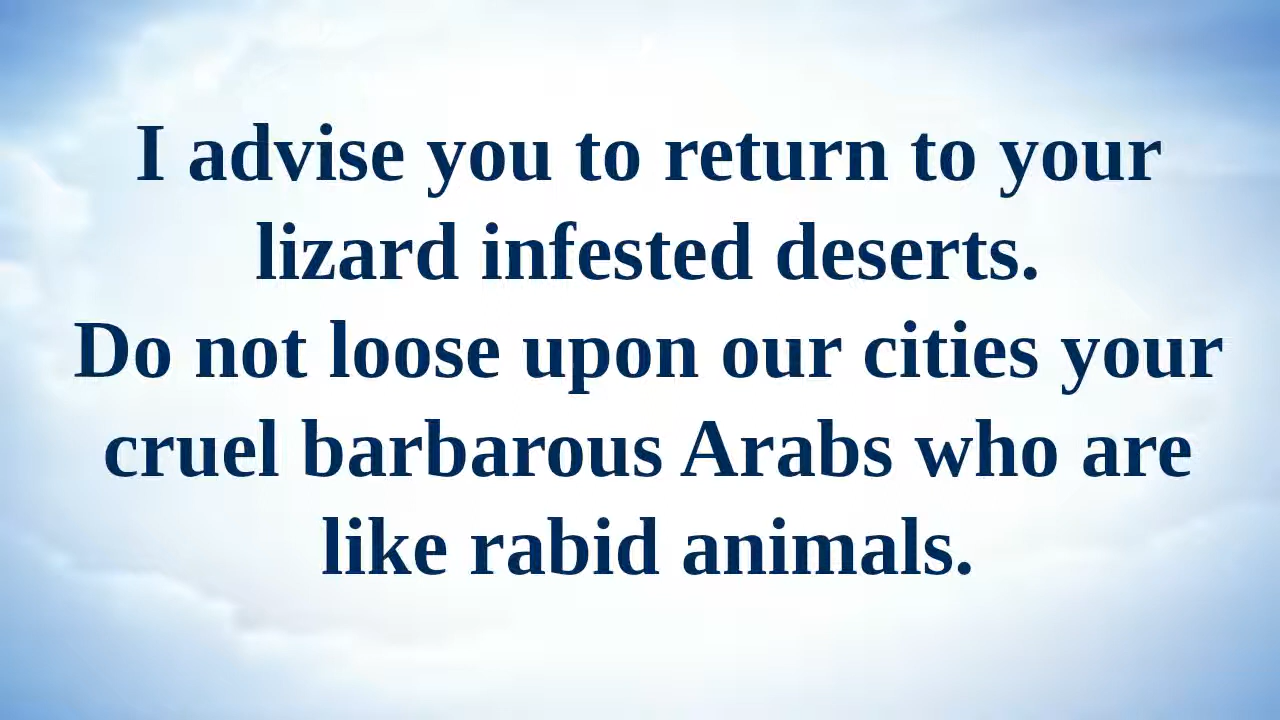 I advise you to return to your
lizard infested deserts.
Do not loose upon our cities your
cruel barbarous Arabs who are
like rabid animals.